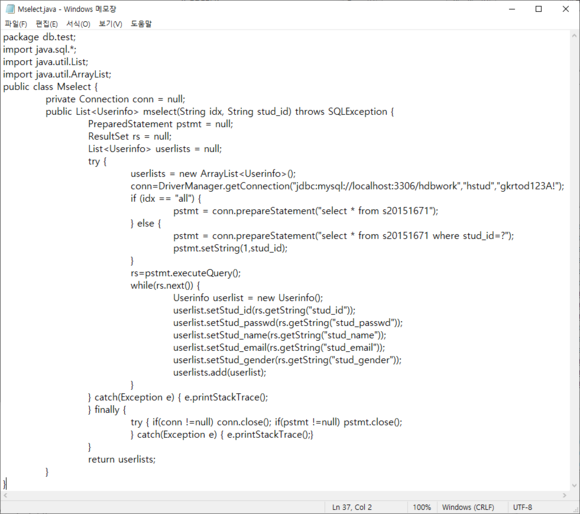 Mselect.java - Windows 메모장
파일(F) 편집(E) 서식(O) 보기(V) 도움말
package db.test;
import java.sql.*;
import java.util.List;
import java.util.ArrayList;
public class Mselect {
private Connection conn = null;
public List<Userinfo> mselect(String idx, String stud_id) throws SQLException {
PreparedStatement pstmt = null;
ResultSet rs = null;
List<Userinfo> userlists = null;
try {
userlists = new ArrayList<Userinfo>();
conn=DriverManager.getConnection("jdbc:mysql://localhost:3306/hdbwork","hstud","gkrtod123A!");
if (idx == "all") {
pstmt = conn.prepareStatement("select * from s20151671");
} else {
pstmt = conn.prepareStatement("select * from s20151671 where stud_id=?");
pstmt.setString(1,stud_id);
}
rs=pstmt.executeQuery();
while(rs.next()) {
Userinfo userlist = new Userinfo();
userlist.setStud_id(rs.getString("stud_id"));
userlist.setStud_passwd(rs.getString("stud_passwd"));
userlist.setStud_name(rs.getString("stud_name"));
userlist.setStud_email(rs.getString("stud_email"));
userlist.setStud_gender(rs.getString("stud_gender"));
userlists.add(userlist);
}
} catch(Exception e) { e.printStackTrace();
} finally {
try { if(conn !=null) conn.close(); if(pstmt !=null) pstmt.close();
} catch(Exception e) { e.printStackTrace();}
}
return userlists;
}
}
Ln 37, Col 2 100% Windows (CRLF) UTF-8